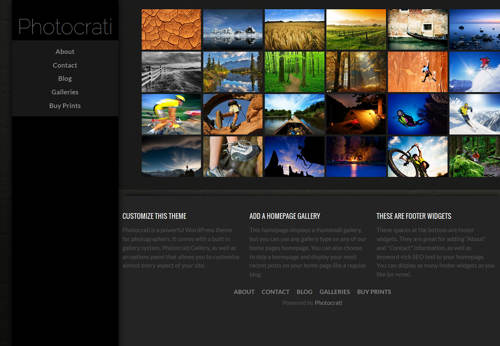 Photocrati
About
Contact
Blog
Galleries
Buy Prints
CUSTOMIZE THIS THEME
Photocrati is a powerful WordPress theme
for photographers. It comes with a built in
gallery system, Photocrati Gallery, as well as
an options panel that allows you to customize
almost every aspect of your site.
ADD A HOMEPAGE GALLERY
This homepage displays a thumbnail gallery,
but you can use any gallery type on any of our
home pages homepage. You can also choose
to skip a homepage and display your most
recent posts on your home page like a regular
blog.
THESE ARE FOOTER WIDGETS
These spaces at the bottom are footer
widgets. They are great for adding "About"
and "Contact" information, as well as
keyword-rich SEO text to your homepage.
You can display as many footer widgets as you
like (or none).
ABOUT CONTACT BLOG GALLERIES BUY PRINTS
Powered by Photocrati